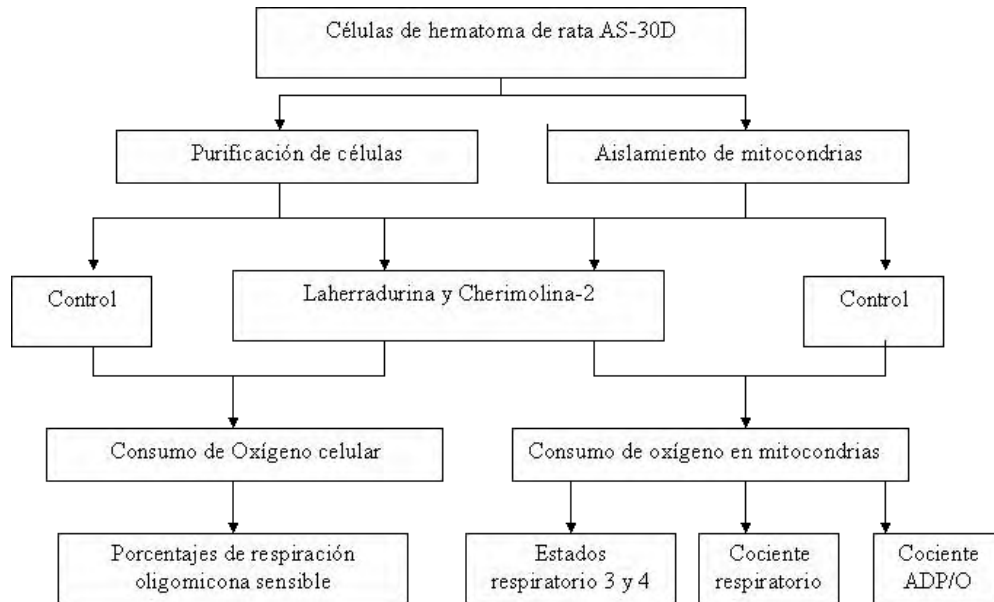 Células de hematoma de rata AS-30D
Purificación de células
Aislamiento de mitocondrias
Control
Laherradurina y Cherimolina-2
Control
Consumo de Oxígeno celular
Consumo de oxígeno en mitocondrias
Porcentajes de respiración
oligomicona sensible
Estados
respiratorio 3 y 4
Cociente
respiratorio
Cociente
ADP/O